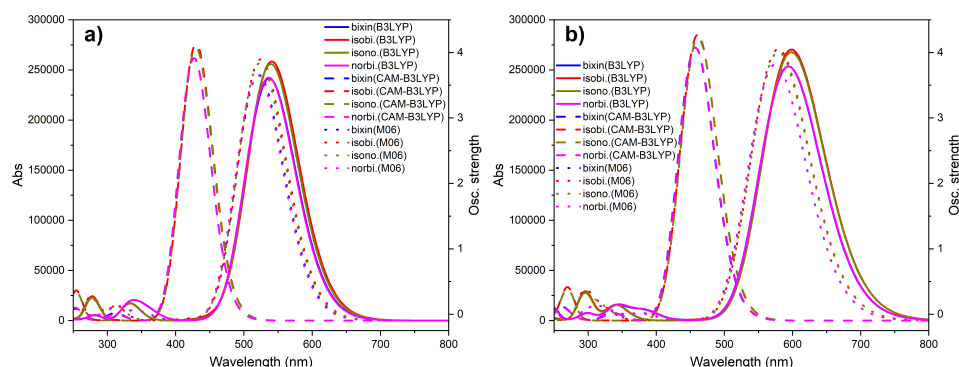 a)
300000
250000
200000
150000
100000
50000
0
Abs
300
400
500
600
700
800
Wavelength (nm)
4
3
2
1
0
Osc. strength
bixin(B3LYP)
isobi.(B3LYP)
isono.(B3LYP)
norbi.(B3LYP)
bixin(CAM-B3LYP)
isobi.(CAM-B3LYP)
isono.(CAM-B3LYP)
norbi.(CAM-B3LYP)
bixin(M06)
isobi.(M06)
isono.(M06)
norbi.(M06)
b)
300000
250000
200000
150000
100000
50000
0
Abs
300
400
500
600
700
800
Wavelength (nm)
4
3
2
1
0
Osc. strength
bixin(B3LYP)
isobi.(B3LYP)
isono.(B3LYP)
norbi.(B3LYP)
bixin(CAM-B3LYP)
isobi.(CAM-B3LYP)
isono.(CAM-B3LYP)
norbi.(CAM-B3LYP)
bixin(M06)
isobi.(M06)
isono.(M06)
norbi.(M06)